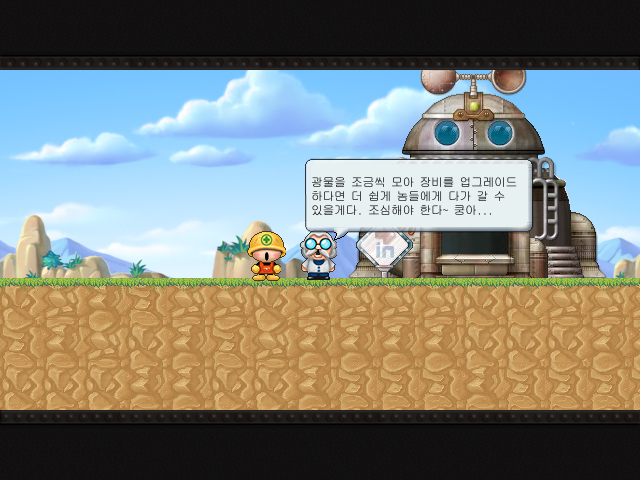 광물을 조금씩 모아 장비를 업그레이드
하다면 더 쉽게 놈들에게 다가 갈 수
있을게다. 조심해야 한다~ 쿵아...
in